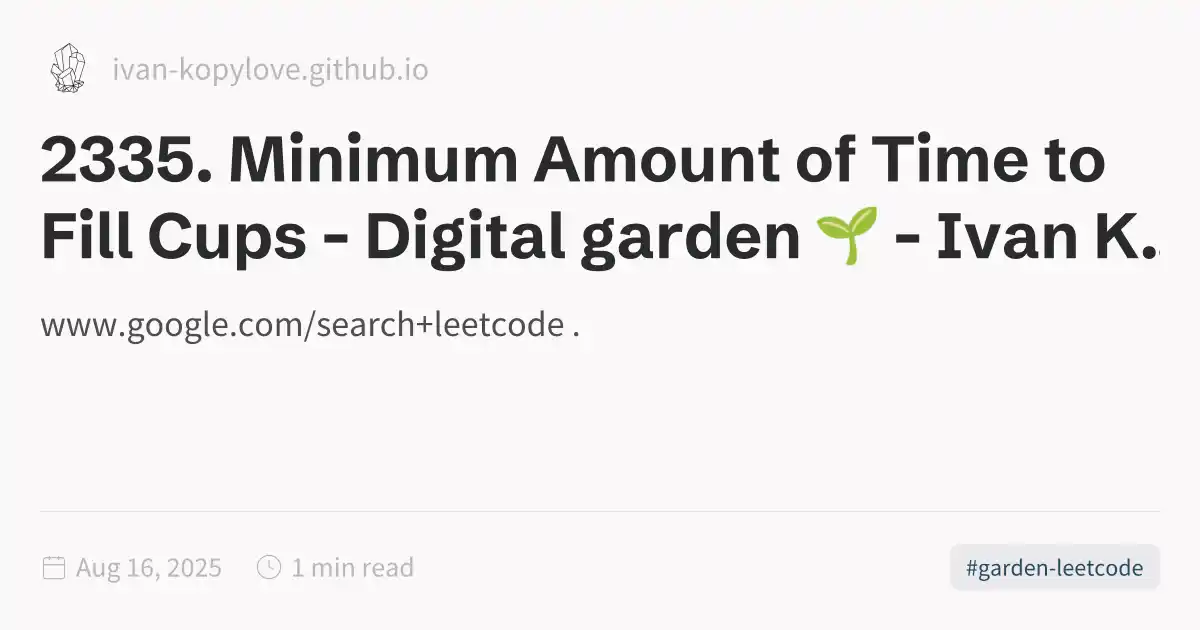 ivan-kopylove.github.io
2335. Minimum Amount of Time to
Fill Cups - Digital garden 🌱 - Ivan K.
www.google.com/search+leetcode .
Aug 16, 2025
1 min read
#garden-leetcode